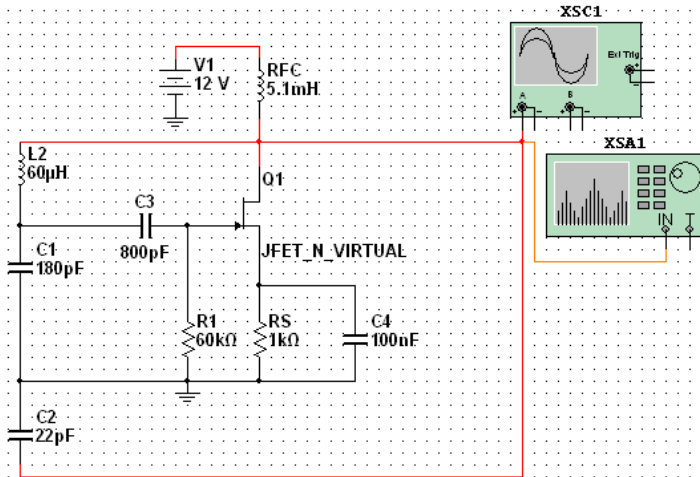 XSC1
Ext Trig
+
-
A
B
+ - + -
V1
12 V
RFC
5.1mH
XSA1
IN T
L2
60µH
Q1
C3
800pF
JFET_N_VIRTUAL
C1
180pF
R1
60kΩ
RS
1kΩ
C4
100nF
C2
22pF